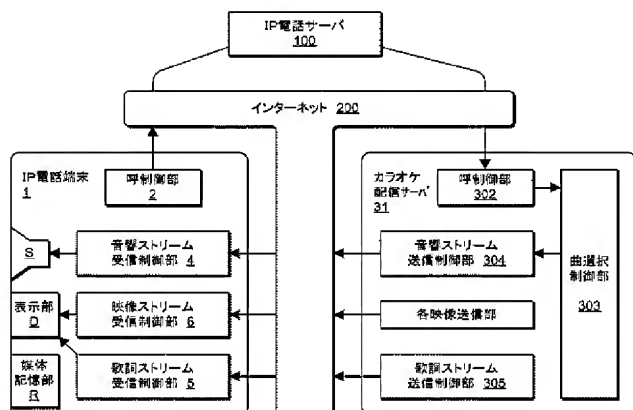 IP電話サーバ
100
インターネット 200
IP電話端末
1
呼制御部
2
カラオケ
配信サーバ
31
呼制御部
302
曲選択
制御部
303
S
音響ストリーム
受信制御部 4
音響ストリーム
送信制御部 304
表示部
D
映像ストリーム
受信制御部 6
各映像送信部
媒体
記憶部
R
歌詞ストリーム
受信制御部 5
歌詞ストリーム
送信制御部 305